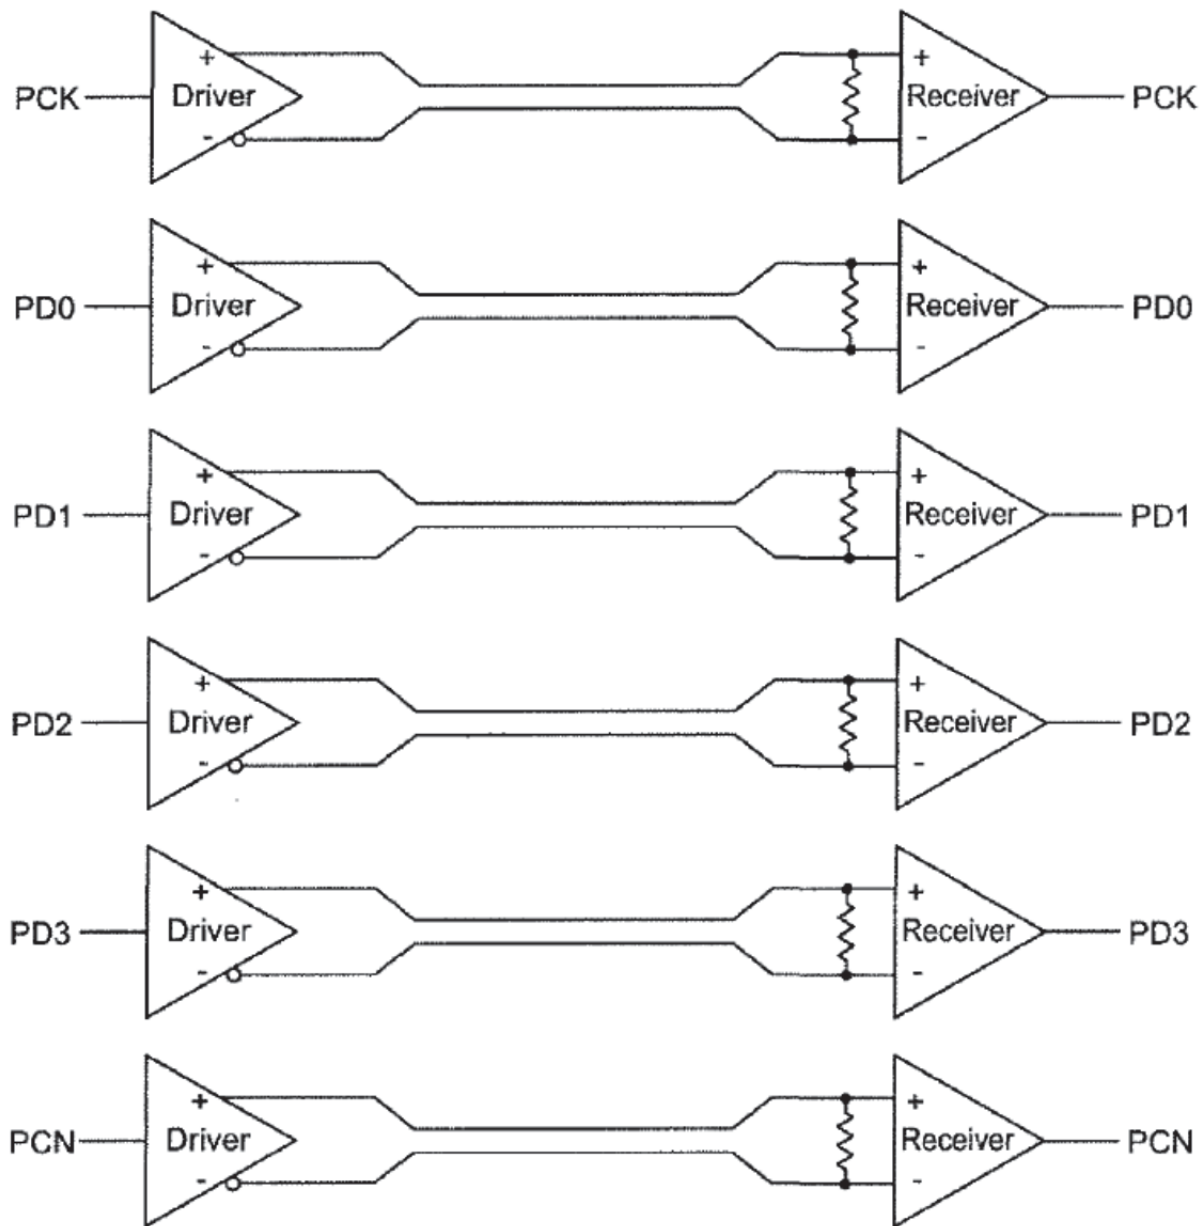 + +
PCK Driver Receiver PCK
- -
+ +
PD0 Driver Receiver PD0
- -
+ +
PD1 Driver Receiver PD1
- -
+ +
PD2 Driver Receiver PD2
- -
+ +
PD3 Driver Receiver PD3
- -
+ +
PCN Driver Receiver PCN
- -